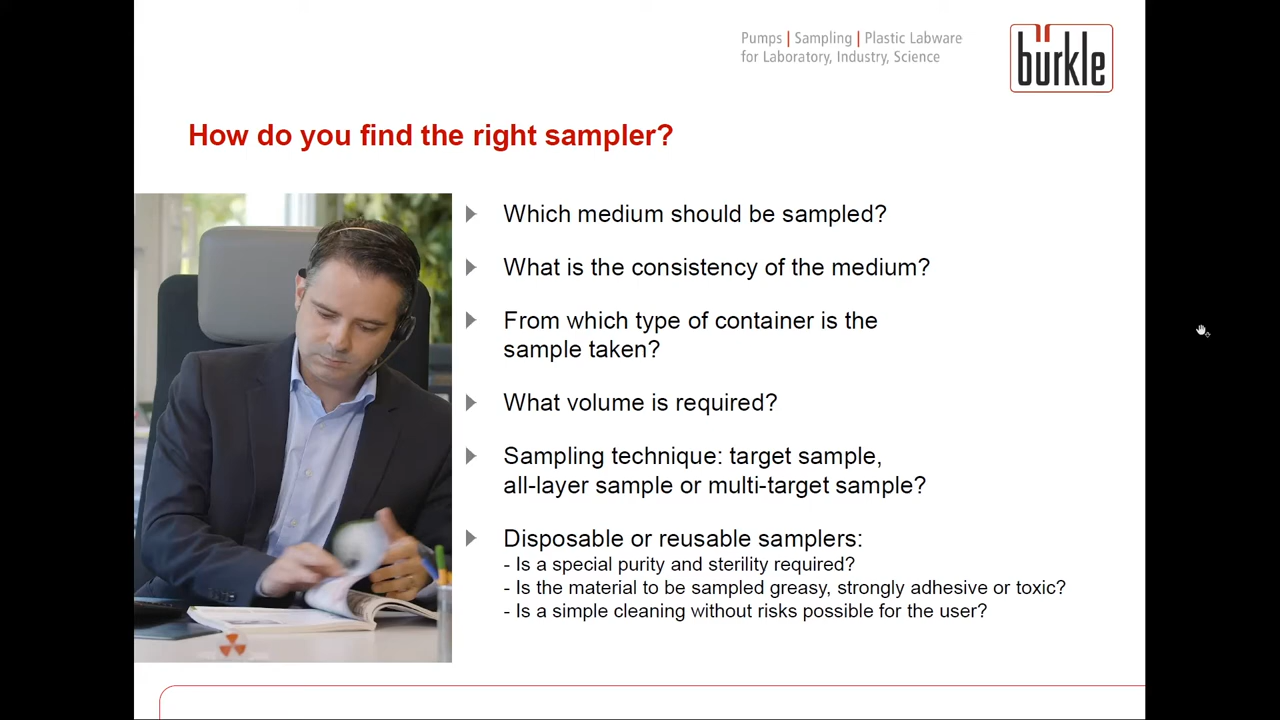 Pumps | Sampling | Plastic Labware
for Laboratory, Industry, Science
bürkle
How do you find the right sampler?
Which medium should be sampled?
What is the consistency of the medium?
From which type of container is the
sample taken?
What volume is required?
Sampling technique: target sample,
all-layer sample or multi-target sample?
Disposable or reusable samplers:
- Is a special purity and sterility required?
- Is the material to be sampled greasy, strongly adhesive or toxic?
- Is a simple cleaning without risks possible for the user?